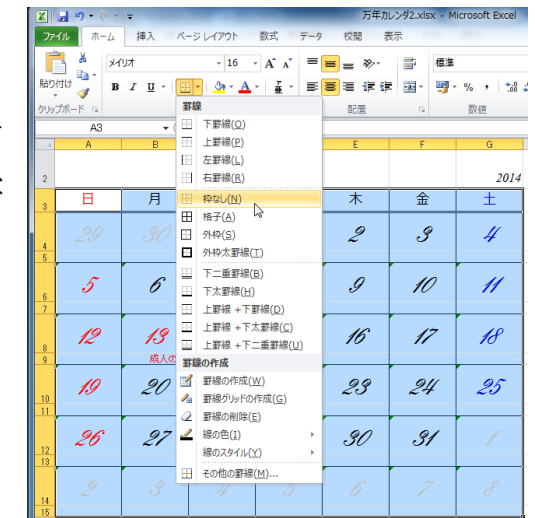 万年カレンダ2.xlsx - Microsoft Excel
ファイル ホーム 挿入 ページ レイアウト 数式 データ 校閲 表示
メイリオ 16 A A 標準
貼り付け B I U A % ,
クリップボード 配置 数値
A3
A B E F G
2 2014
3 日 月 木 金 土
4 29 30 2 3 4
5
6 5 6 9 10 11
7
8 12 13 16 17 18
9 成人の
10 19 20 23 24 25
11
12 26 27 30 31 1
13
14 2 3 4 5 6 7 8
15
罫線
下罫線(O)
上罫線(P)
左罫線(L)
右罫線(R)
枠なし(N)
格子(A)
外枠(S)
外枠太罫線(T)
下二重罫線(B)
下太罫線(H)
上罫線 + 下罫線(D)
上罫線 + 下太罫線(C)
上罫線 + 下二重罫線(U)
罫線の作成
罫線の作成(W)
罫線グリッドの作成(G)
罫線の削除(E)
線の色(I)
線のスタイル(Y)
その他の罫線(M)...